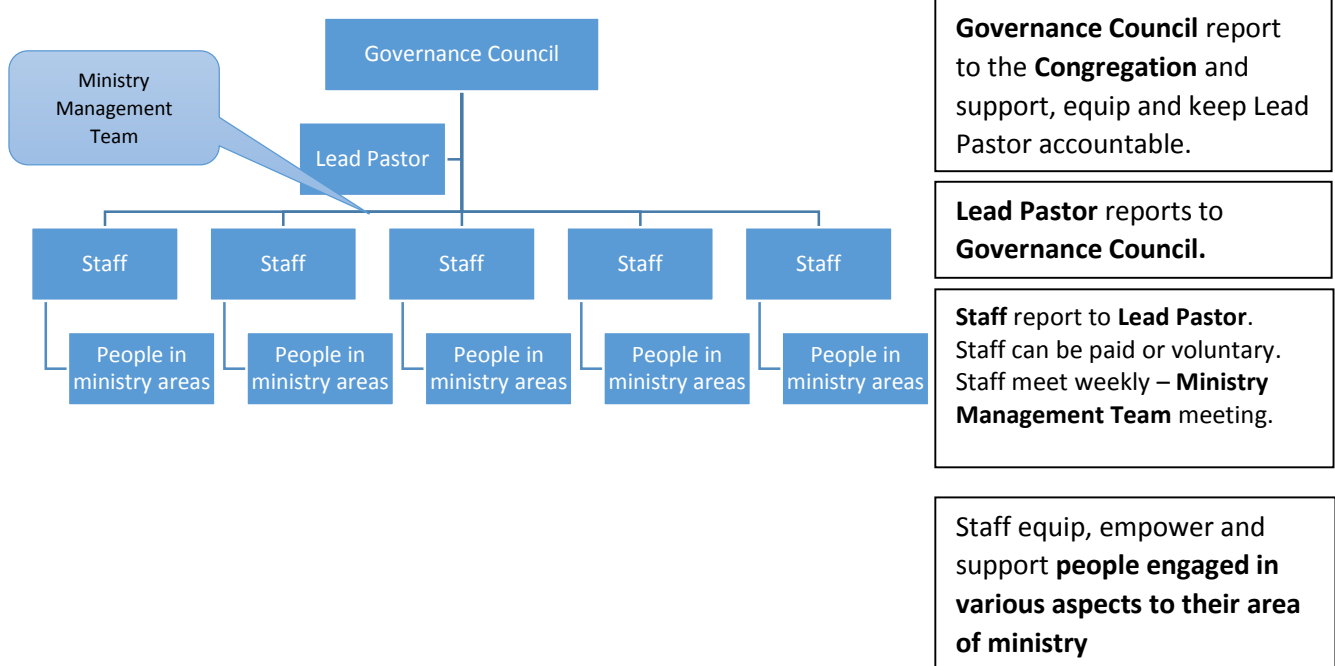 Governance Council
Ministry
Management
Team
Lead Pastor
Staff
Staff
Staff
Staff
Staff
People in
ministry areas
People in
ministry areas
People in
ministry areas
People in
ministry areas
People in
ministry areas
Governance Council report
to the Congregation and
support, equip and keep Lead
Pastor accountable.
Lead Pastor reports to
Governance Council.
Staff report to Lead Pastor.
Staff can be paid or voluntary.
Staff meet weekly – Ministry
Management Team meeting.
Staff equip, empower and
support people engaged in
various aspects to their area
of ministry